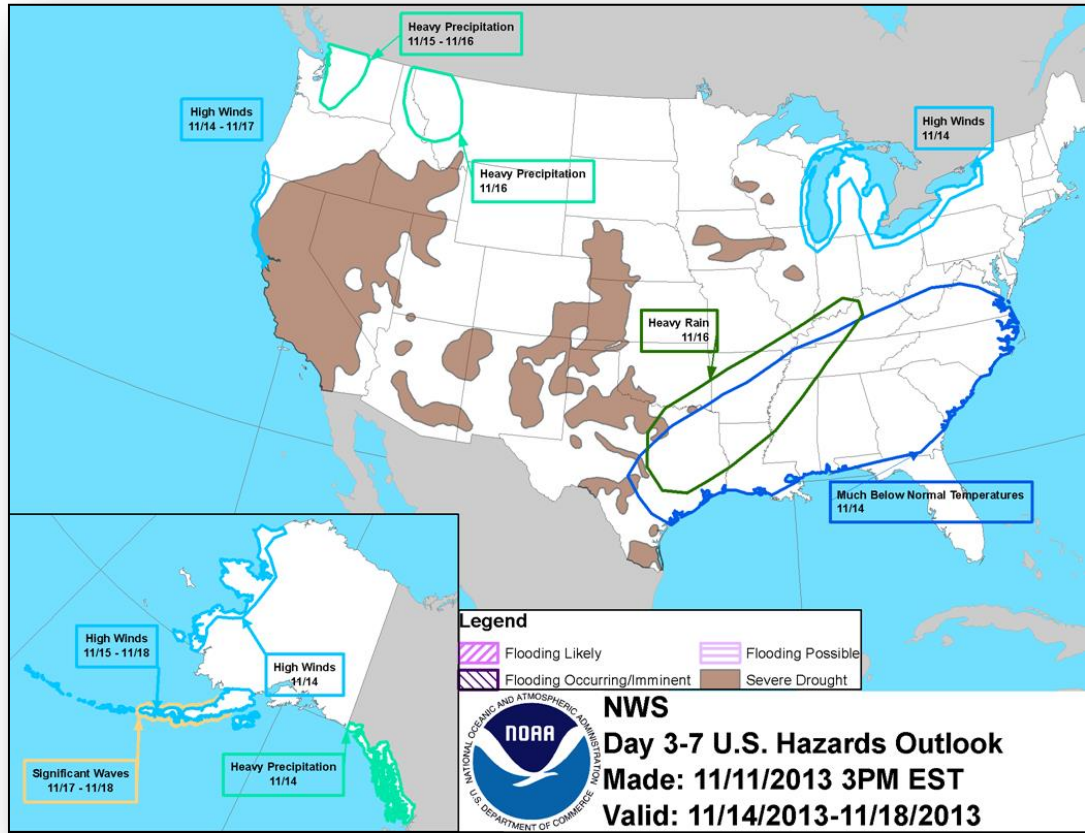 Heavy Precipitation
11/15 - 11/16
High Winds
11/14 - 11/17
High Winds
11/14
Heavy Precipitation
11/16
Heavy Rain
11/16
Much Below Normal Temperatures
11/14
High Winds
11/15 - 11/18
High Winds
11/14
Significant Waves
11/17 - 11/18
Heavy Precipitation
11/14
Legend
Flooding Likely
Flooding Possible
Flooding Occurring/Imminent
Severe Drought
NATIONAL OCEANIC AND ATMOSPHERIC ADMINISTRATION
NOAA
U.S. DEPARTMENT OF COMMERCE
NWS
Day 3-7 U.S. Hazards Outlook
Made: 11/11/2013 3PM EST
Valid: 11/14/2013-11/18/2013